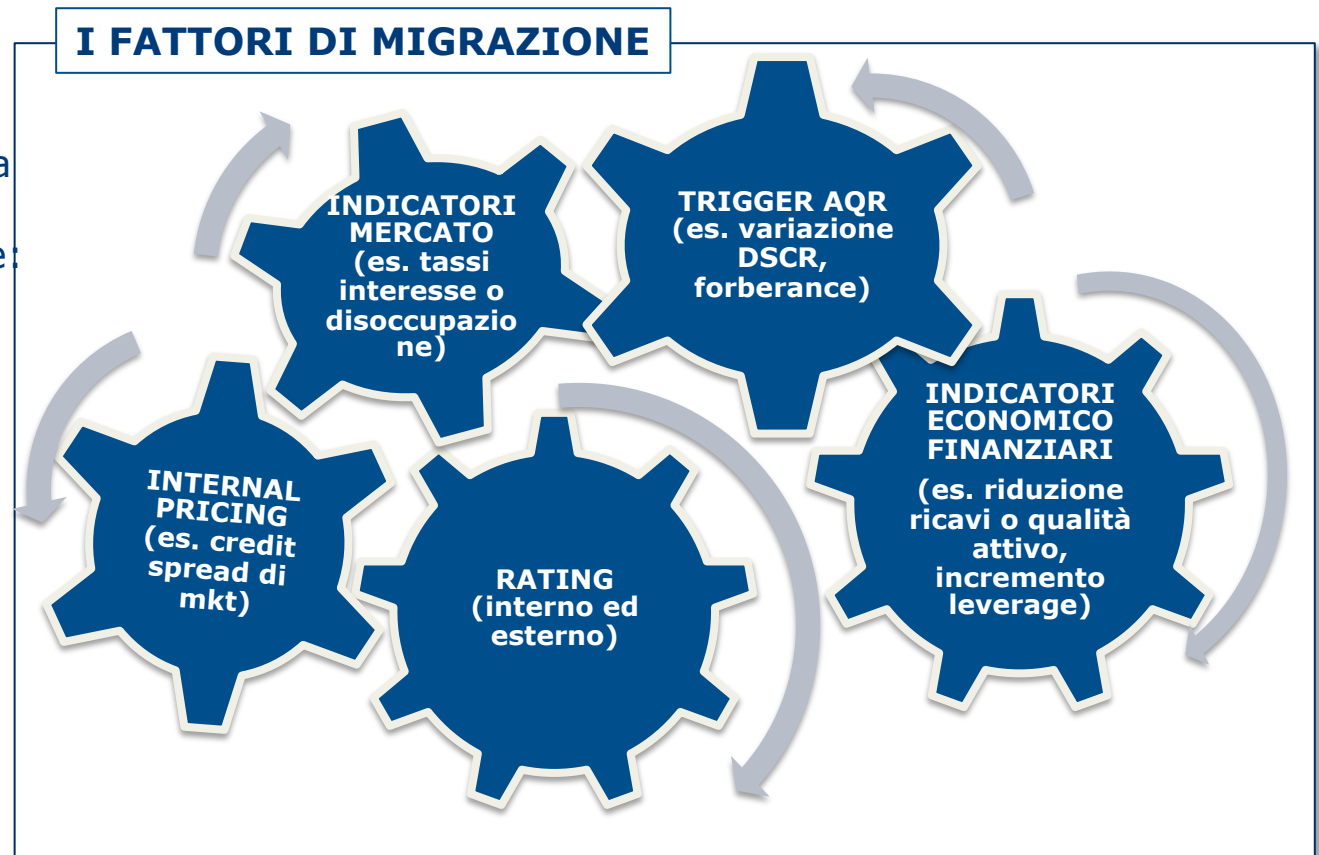 I FATTORI DI MIGRAZIONE
a
e:
INDICATORI
MERCATO
(es. tassi
interesse o
disoccupazio
ne)
TRIGGER AQR
(es. variazione
DSCR,
forberance)
INDICATORI
ECONOMICO
FINANZIARI
(es. riduzione
ricavi o qualità
attivo,
incremento
leverage)
INTERNAL
PRICING
(es. credit
spread di
mkt)
RATING
(interno ed
esterno)